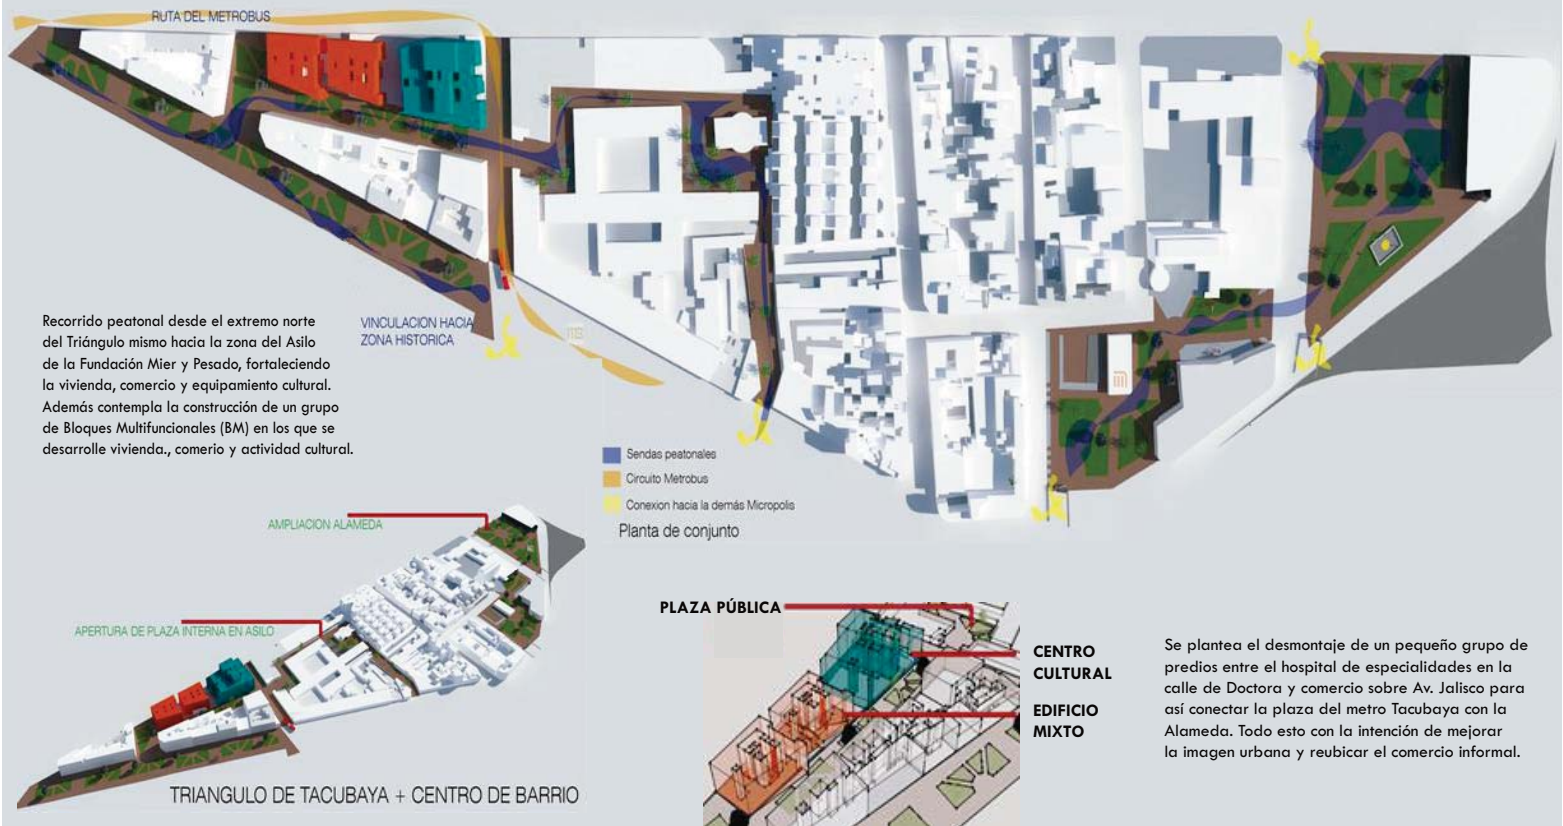 RUTA DEL METROBUS
Recorrido peatonal desde el extremo norte
del Triángulo mismo hacia la zona del Asilo
de la Fundación Mier y Pesado, fortaleciendo
la vivienda, comercio y equipamiento cultural.
Además contempla la construcción de un grupo
de Bloques Multifuncionales (BM) en los que se
desarrolle vivienda., comerio y actividad cultural.
VINCULACION HACIA
ZONA HISTORICA
Sendas peatonales
Circuito Metrobus
Conexion hacia la demás Micropolis
Planta de conjunto
AMPLIACION ALAMEDA
APERTURA DE PLAZA INTERNA EN ASILO
TRIANGULO DE TACUBAYA + CENTRO DE BARRIO
PLAZA PÚBLICA
CENTRO
CULTURAL
EDIFICIO
MIXTO
Se plantea el desmontaje de un pequeño grupo de
predios entre el hospital de especialidades en la
calle de Doctora y comercio sobre Av. Jalisco para
así conectar la plaza del metro Tacubaya con la
Alameda. Todo esto con la intención de mejorar
la imagen urbana y reubicar el comercio informal.